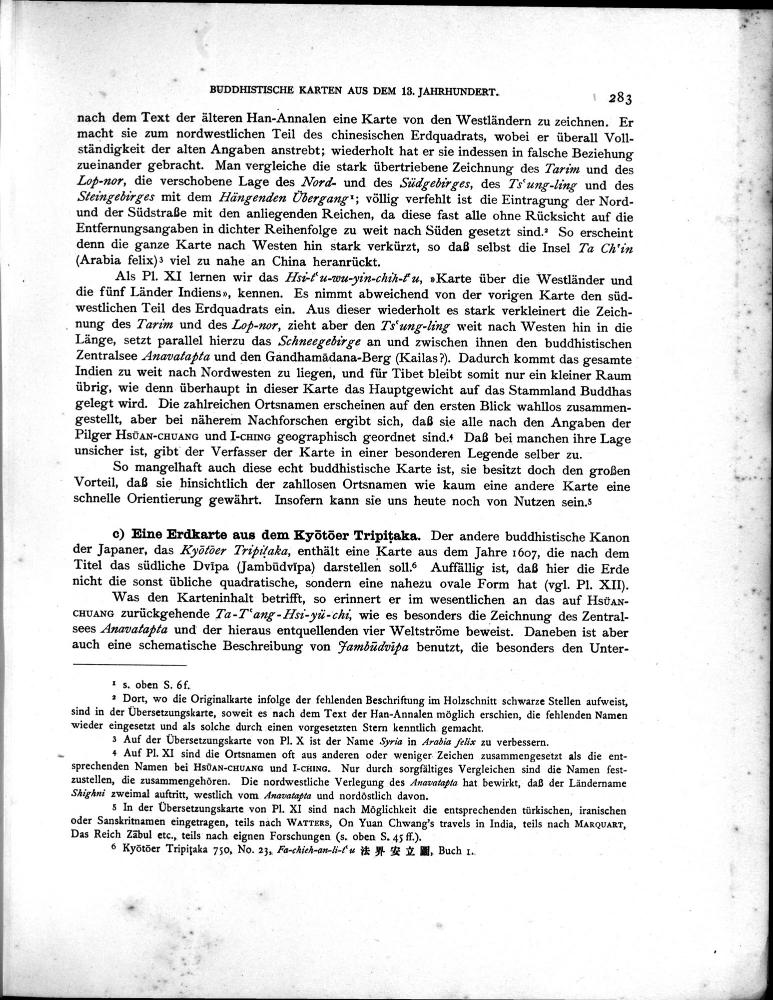 BUDDHISTISCHE KARTEN AUS DEM 13. JAHRHUNDERT.
283
nach dem Text der älteren Han-Annalen eine Karte von den Westländern zu zeichnen. Er
macht sie zum nordwestlichen Teil des chinesischen Erdquadrats, wobei er überall Voll-
ständigkeit der alten Angaben anstrebt; wiederholt hat er sie indessen in falsche Beziehung
zueinander gebracht. Man vergleiche die stark übertriebene Zeichnung des Tarim und des
Lop-nor, die verschobene Lage des Nord- und des Südgebirges, des Tsʻung-ling und des
Steingebirges mit dem Hängenden Übergang¹; völlig verfehlt ist die Eintragung der Nord-
und der Südstraße mit den anliegenden Reichen, da diese fast alle ohne Rücksicht auf die
Entfernungsangaben in dichter Reihenfolge zu weit nach Süden gesetzt sind.² So erscheint
denn die ganze Karte nach Westen hin stark verkürzt, so daß selbst die Insel Ta Ch'in
(Arabia felix)³ viel zu nahe an China heranrückt.
Als Pl. XI lernen wir das Hsi-tʻu-wu-yin-chih-tʻu, »Karte über die Westländer und
die fünf Länder Indiens», kennen. Es nimmt abweichend von der vorigen Karte den süd-
westlichen Teil des Erdquadrats ein. Aus dieser wiederholt es stark verkleinert die Zeich-
nung des Tarim und des Lop-nor, zieht aber den Tsʻung-ling weit nach Westen hin in die
Länge, setzt parallel hierzu das Schneegebirge an und zwischen ihnen den buddhistischen
Zentralsee Anavatapta und den Gandhamādana-Berg (Kailas?). Dadurch kommt das gesamte
Indien zu weit nach Nordwesten zu liegen, und für Tibet bleibt somit nur ein kleiner Raum
übrig, wie denn überhaupt in dieser Karte das Hauptgewicht auf das Stammland Buddhas
gelegt wird. Die zahlreichen Ortsnamen erscheinen auf den ersten Blick wahllos zusammen-
gestellt, aber bei näherem Nachforschen ergibt sich, daß sie alle nach den Angaben der
Pilger HSÜAN-CHUANG und I-CHING geographisch geordnet sind.⁴ Daß bei manchen ihre Lage
unsicher ist, gibt der Verfasser der Karte in einer besonderen Legende selber zu.
So mangelhaft auch diese echt buddhistische Karte ist, sie besitzt doch den großen
Vorteil, daß sie hinsichtlich der zahllosen Ortsnamen wie kaum eine andere Karte eine
schnelle Orientierung gewährt. Insofern kann sie uns heute noch von Nutzen sein.⁵
c) Eine Erdkarte aus dem Kyōtōer Tripiṭaka. Der andere buddhistische Kanon
der Japaner, das Kyōtōer Tripiṭaka, enthält eine Karte aus dem Jahre 1607, die nach dem
Titel das südliche Dvīpa (Jambūdvīpa) darstellen soll.⁶ Auffällig ist, daß hier die Erde
nicht die sonst übliche quadratische, sondern eine nahezu ovale Form hat (vgl. Pl. XII).
Was den Karteninhalt betrifft, so erinnert er im wesentlichen an das auf HSÜAN-
CHUANG zurückgehende Ta-Tʻang-Hsi-yü-chi, wie es besonders die Zeichnung des Zentral-
sees Anavatapta und der hieraus entquellenden vier Weltströme beweist. Daneben ist aber
auch eine schematische Beschreibung von Jambūdvīpa benutzt, die besonders den Unter-
¹ s. oben S. 6f.
² Dort, wo die Originalkarte infolge der fehlenden Beschriftung im Holzschnitt schwarze Stellen aufweist,
sind in der Übersetzungskarte, soweit es nach dem Text der Han-Annalen möglich erschien, die fehlenden Namen
wieder eingesetzt und als solche durch einen vorgesetzten Stern kenntlich gemacht.
³ Auf der Übersetzungskarte von Pl. X ist der Name Syria in Arabia felix zu verbessern.
⁴ Auf Pl. XI sind die Ortsnamen oft aus anderen oder weniger Zeichen zusammengesetzt als die ent-
sprechenden Namen bei HSÜAN-CHUANG und I-CHING. Nur durch sorgfältiges Vergleichen sind die Namen fest-
zustellen, die zusammengehören. Die nordwestliche Verlegung des Anavatapta hat bewirkt, daß der Ländername
Shighni zweimal auftritt, westlich vom Anavatapta und nordöstlich davon.
⁵ In der Übersetzungskarte von Pl. XI sind nach Möglichkeit die entsprechenden türkischen, iranischen
oder Sanskritnamen eingetragen, teils nach WATTERS, On Yuan Chwang's travels in India, teils nach MARQUART,
Das Reich Zābul etc., teils nach eignen Forschungen (s. oben S. 45 ff.).
⁶ Kyōtōer Tripiṭaka 750, No. 23, Fa-chieh-an-li-tʻu 法界安立圖, Buch 1.